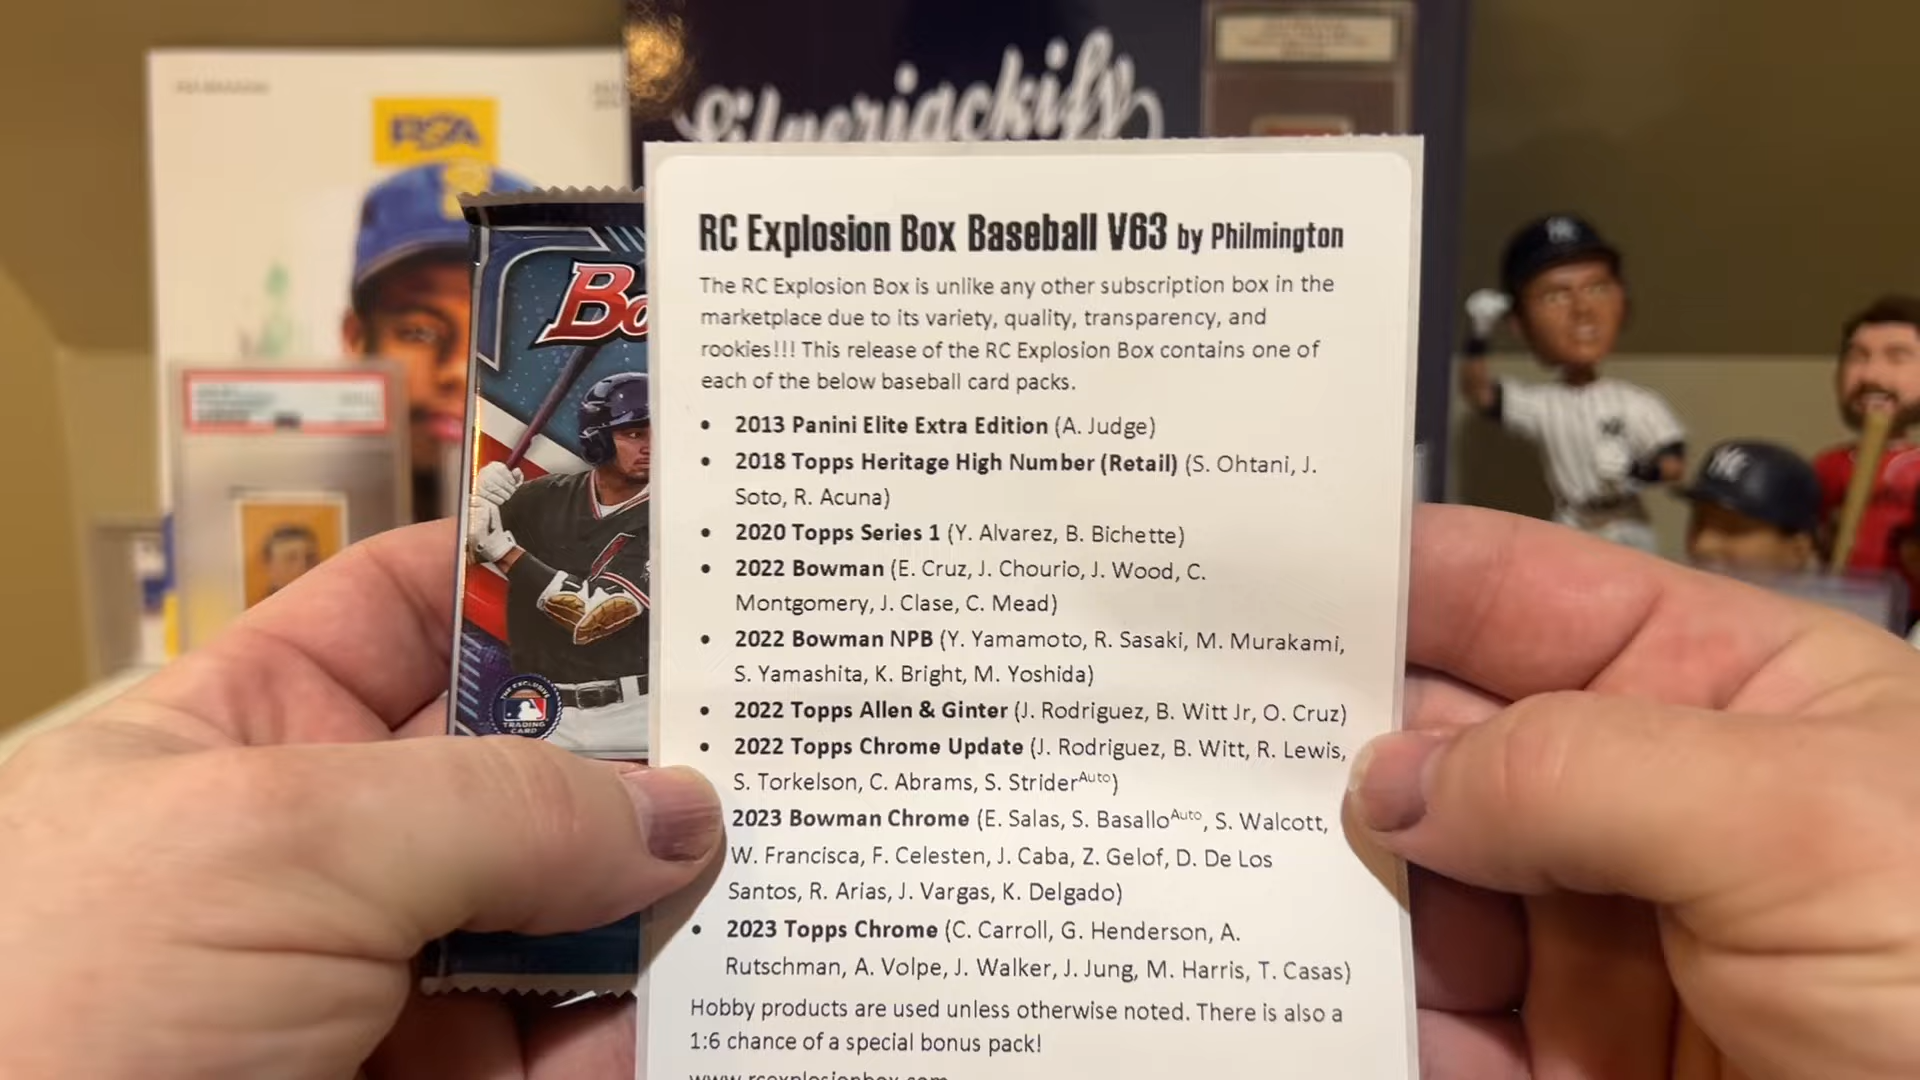 PSA
Silverjackify
RC Explosion Box Baseball V63 by Philmington
The RC Explosion Box is unlike any other subscription box in the
marketplace due to its variety, quality, transparency, and
rookies!!! This release of the RC Explosion Box contains one of
each of the below baseball card packs.
• 2013 Panini Elite Extra Edition (A. Judge)
• 2018 Topps Heritage High Number (Retail) (S. Ohtani, J.
Soto, R. Acuna)
• 2020 Topps Series 1 (Y. Alvarez, B. Bichette)
• 2022 Bowman (E. Cruz, J. Chourio, J. Wood, C.
Montgomery, J. Clase, C. Mead)
• 2022 Bowman NPB (Y. Yamamoto, R. Sasaki, M. Murakami,
S. Yamashita, K. Bright, M. Yoshida)
• 2022 Topps Allen & Ginter (J. Rodriguez, B. Witt Jr, O. Cruz)
• 2022 Topps Chrome Update (J. Rodriguez, B. Witt, R. Lewis,
S. Torkelson, C. Abrams, S. Strider Auto)
2023 Bowman Chrome (E. Salas, S. Basallo Auto, S. Walcott,
W. Francisca, F. Celesten, J. Caba, Z. Gelof, D. De Los
Santos, R. Arias, J. Vargas, K. Delgado)
• 2023 Topps Chrome (C. Carroll, G. Henderson, A.
Rutschman, A. Volpe, J. Walker, J. Jung, M. Harris, T. Casas)
Hobby products are used unless otherwise noted. There is also a
1:6 chance of a special bonus pack!
www.rcexplosionbox.com
Bo
THE EXCLUSIVE
TRADING
CARD